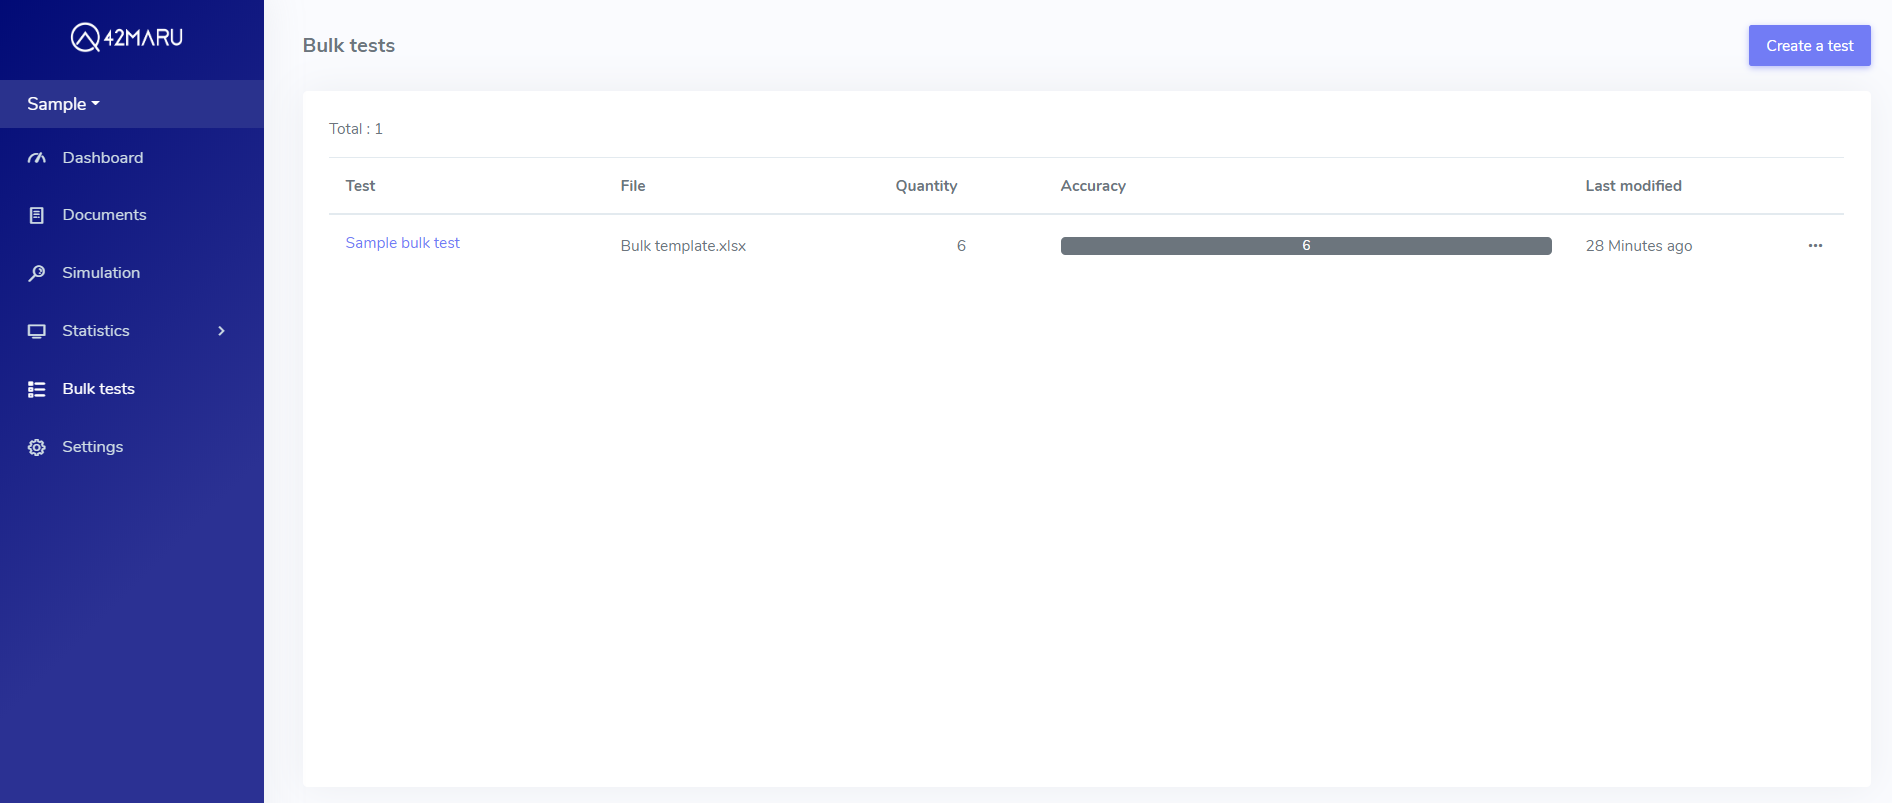 42MARU
Sample
Dashboard
Documents
Simulation
Statistics
Bulk tests
Settings
Bulk tests
Create a test
Total : 1
Test File Quantity Accuracy Last modified
Sample bulk test Bulk template.xlsx 6 6 28 Minutes ago